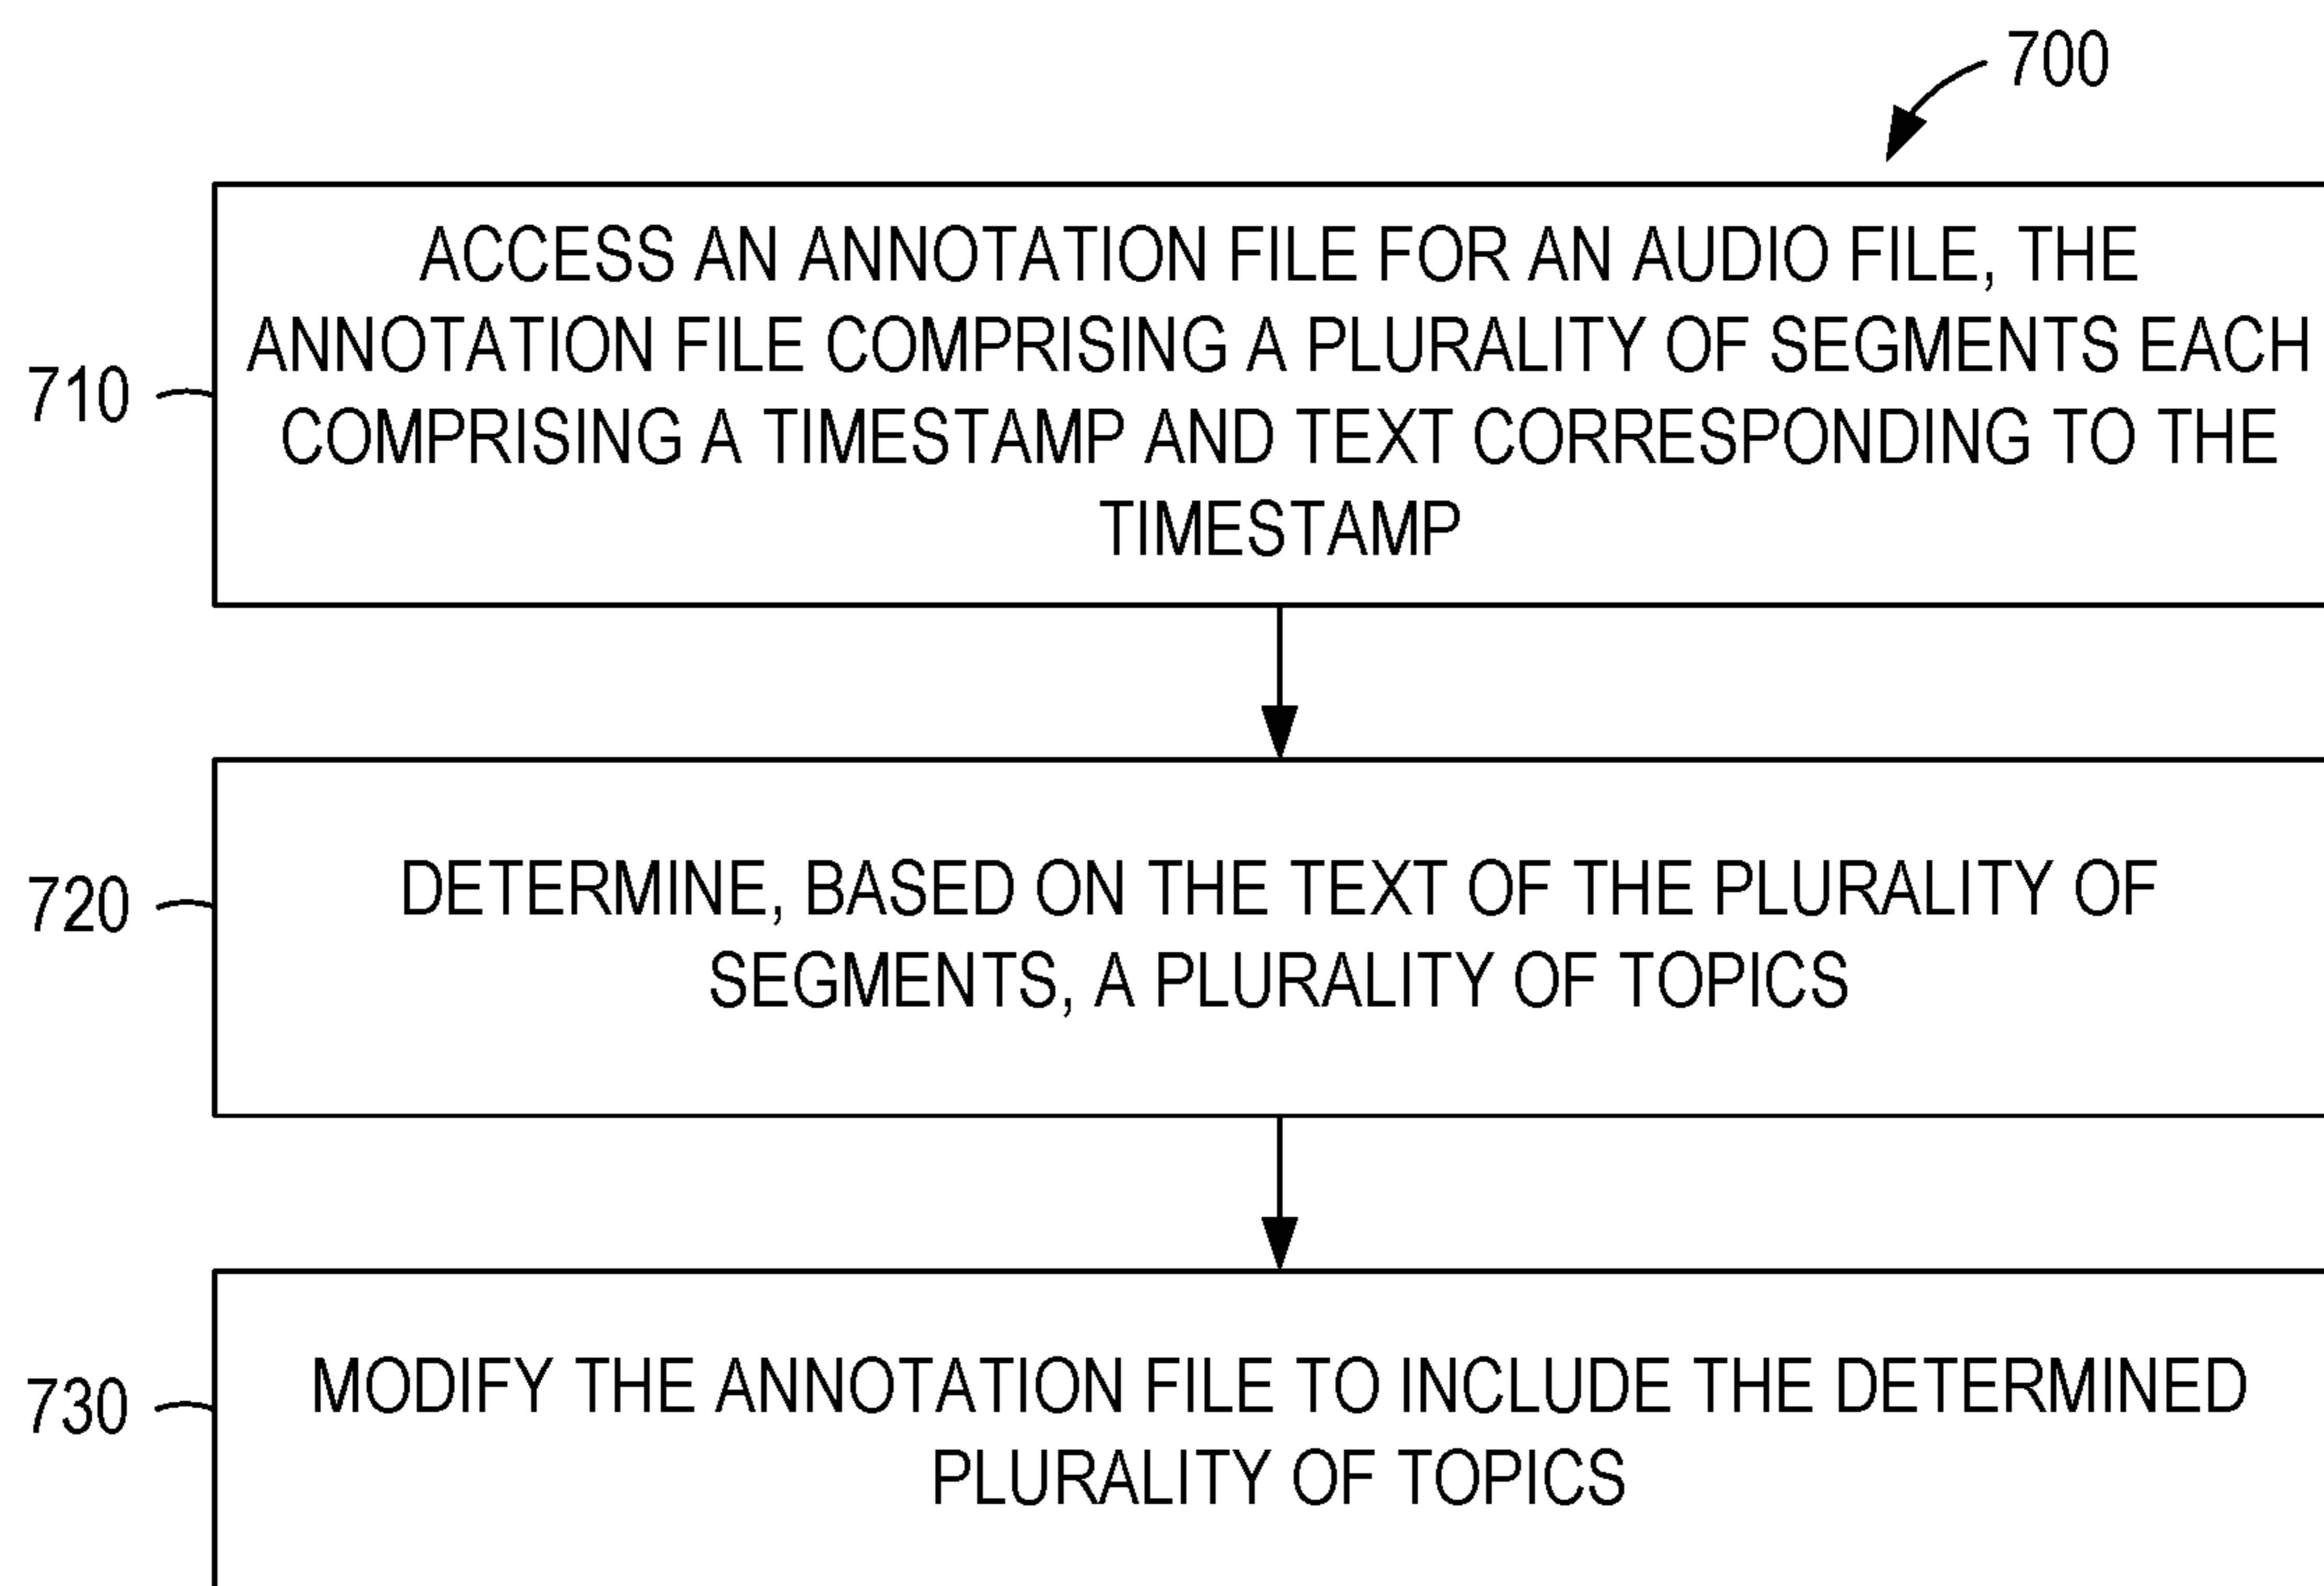 700
710
ACCESS AN ANNOTATION FILE FOR AN AUDIO FILE, THE
ANNOTATION FILE COMPRISING A PLURALITY OF SEGMENTS EACH
COMPRISING A TIMESTAMP AND TEXT CORRESPONDING TO THE
TIMESTAMP
720
DETERMINE, BASED ON THE TEXT OF THE PLURALITY OF
SEGMENTS, A PLURALITY OF TOPICS
730
MODIFY THE ANNOTATION FILE TO INCLUDE THE DETERMINED
PLURALITY OF TOPICS